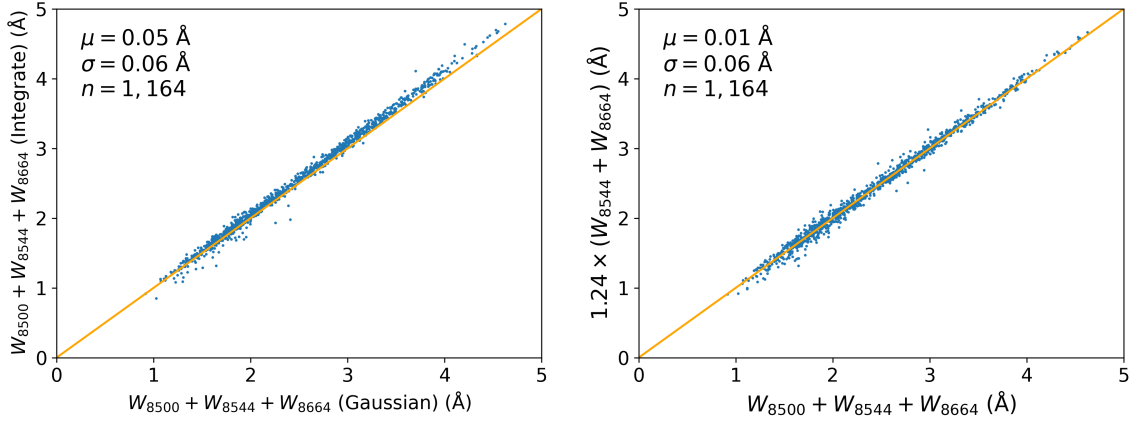 μ = 0.05 Å
σ = 0.06 Å
n = 1, 164
W8500 + W8544 + W8664 (Integrate) (Å)
5
4
3
2
1
0
0 1 2 3 4 5
W8500 + W8544 + W8664 (Gaussian) (Å)
μ = 0.01 Å
σ = 0.06 Å
n = 1, 164
1.24 × (W8544 + W8664) (Å)
5
4
3
2
1
0
0 1 2 3 4 5
W8500 + W8544 + W8664 (Å)